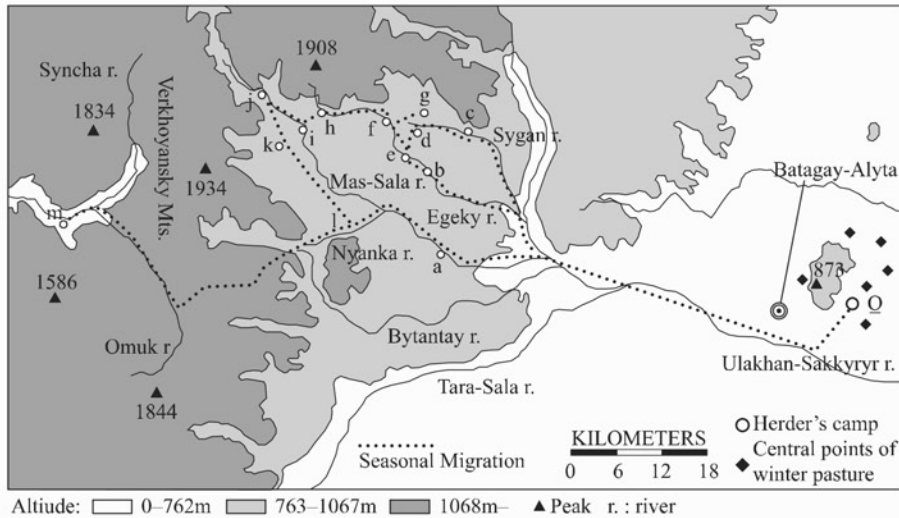 1908
Syncha r.
1834
Verkhoyansky Mts.
j
g
c
h
f
i
d
Sygan r.
k
e
b
1934
Mas-Sala r.
Batagay-Alyta
m
l
Egeky r.
Nyanka r.
a
873
1586
O
Omuk r
Bytantay r.
Ulakhan-Sakkyryr r.
Tara-Sala r.
1844
Herder's camp
KILOMETERS
Central points of
winter pasture
Seasonal Migration
0 6 12 18
Altiude: 0–762m 763–1067m 1068m– Peak r. : river